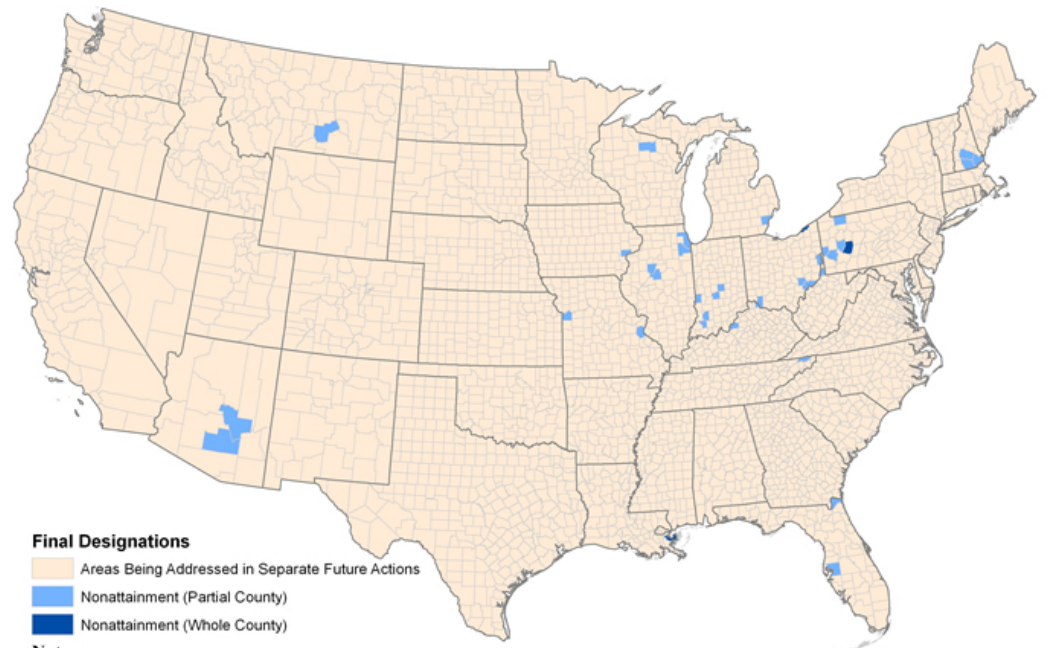 Final Designations
Areas Being Addressed in Separate Future Actions
Nonattainment (Partial County)
Nonattainment (Whole County)